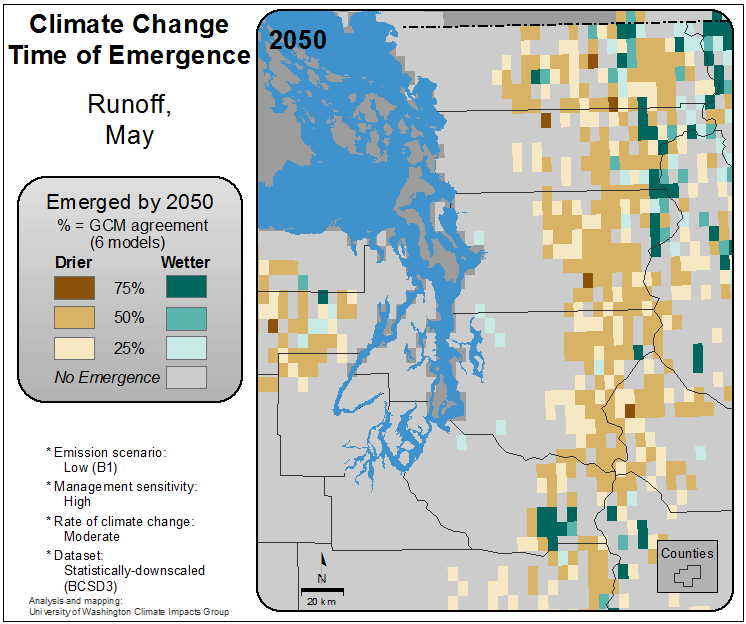 Climate Change
Time of Emergence
Runoff,
May
Emerged by 2050
% = GCM agreement
(6 models)
Drier Wetter
75%
50%
25%
No Emergence
* Emission scenario:
Low (B1)
* Management sensitivity:
High
* Rate of climate change:
Moderate
* Dataset:
Statistically-downscaled
(BCSD3)
Analysis and mapping:
University of Washington Climate Impacts Group
2050
N
20 km
Counties